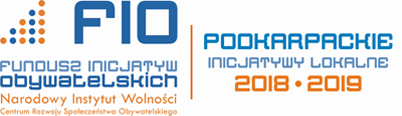 FIO
FUNDUSZ INICJATYW
obywatelskich
Narodowy Instytut Wolności
Centrum Rozwoju Społeczeństwa Obywatelskiego
PODKARPACKIE
INICJATYWY LOKALNE
2018 • 2019